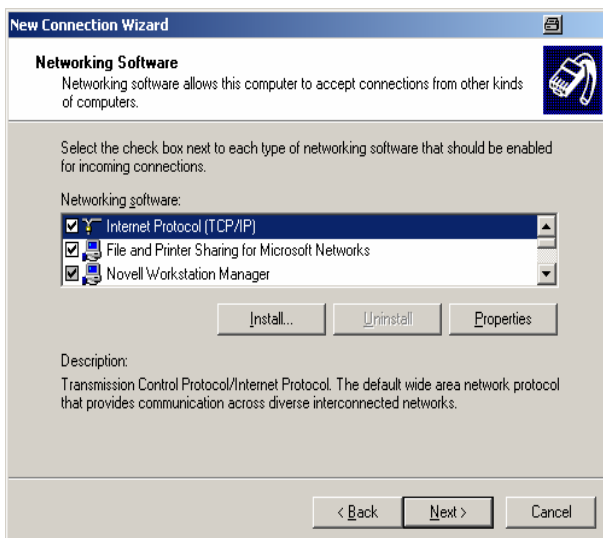 New Connection Wizard
Networking Software
Networking software allows this computer to accept connections from other kinds
of computers.
Select the check box next to each type of networking software that should be enabled
for incoming connections.
Networking software:
Internet Protocol (TCP/IP)
File and Printer Sharing for Microsoft Networks
Novell Workstation Manager
Install... Uninstall Properties
Description:
Transmission Control Protocol/Internet Protocol. The default wide area network protocol
that provides communication across diverse interconnected networks.
< Back Next > Cancel